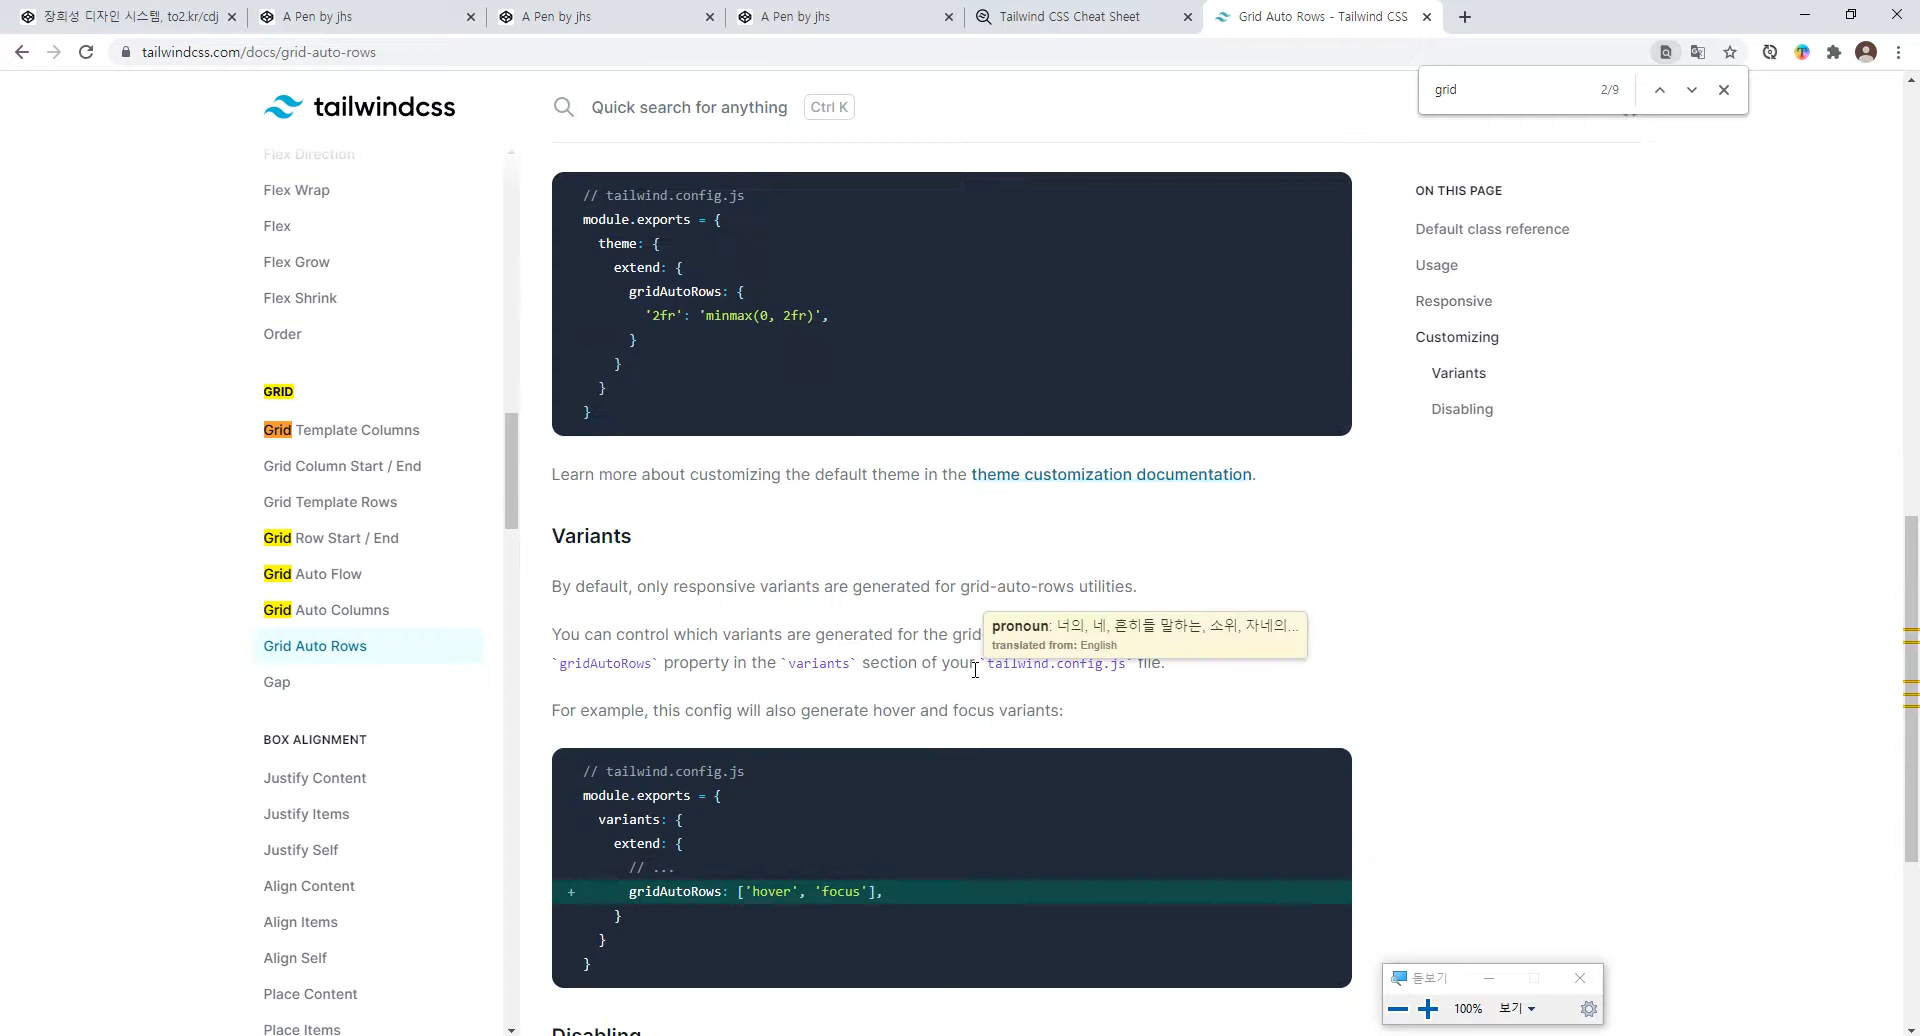 장희성 디자인 시스템, to2.kr/cdj
A Pen by jhs
A Pen by jhs
A Pen by jhs
Tailwind CSS Cheat Sheet
Grid Auto Rows - Tailwind CSS
tailwindcss.com/docs/grid-auto-rows
grid
2/9
tailwindcss
Quick search for anything
Ctrl K
Flex Direction
Flex Wrap
Flex
Flex Grow
Flex Shrink
Order
GRID
Grid Template Columns
Grid Column Start / End
Grid Template Rows
Grid Row Start / End
Grid Auto Flow
Grid Auto Columns
Grid Auto Rows
Gap
BOX ALIGNMENT
Justify Content
Justify Items
Justify Self
Align Content
Align Items
Align Self
Place Content
Place Items
// tailwind.config.js
module.exports = {
theme: {
extend: {
gridAutoRows: {
'2fr': 'minmax(0, 2fr)',
}
}
}
}
Learn more about customizing the default theme in the theme customization documentation.
Variants
By default, only responsive variants are generated for grid-auto-rows utilities.
You can control which variants are generated for the grid-
`gridAutoRows` property in the `variants` section of your `tailwind.config.js` file.
pronoun: 너의, 네, 흔히들 말하는, 소위, 자네의...
translated from: English
For example, this config will also generate hover and focus variants:
// tailwind.config.js
module.exports = {
variants: {
extend: {
// ...
+ gridAutoRows: ['hover', 'focus'],
}
}
}
Disabling
ON THIS PAGE
Default class reference
Usage
Responsive
Customizing
Variants
Disabling
돋보기
100%
보기